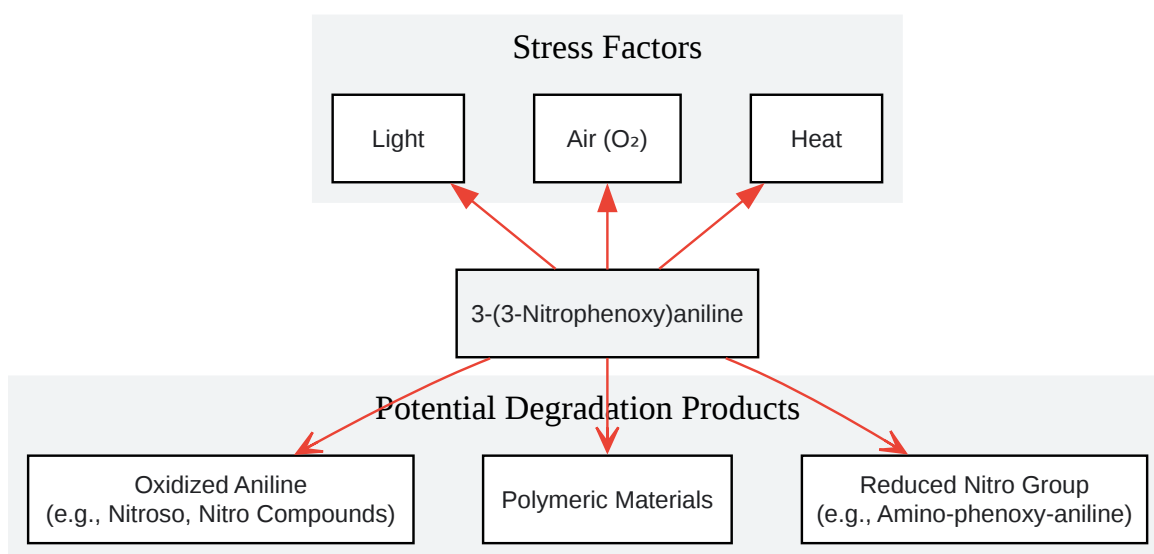 Stress Factors
Light
Air (O₂)
Heat
3-(3-Nitrophenoxy)aniline
Potential Degradation Products
Oxidized Aniline
(e.g., Nitroso, Nitro Compounds)
Polymeric Materials
Reduced Nitro Group
(e.g., Amino-phenoxy-aniline)